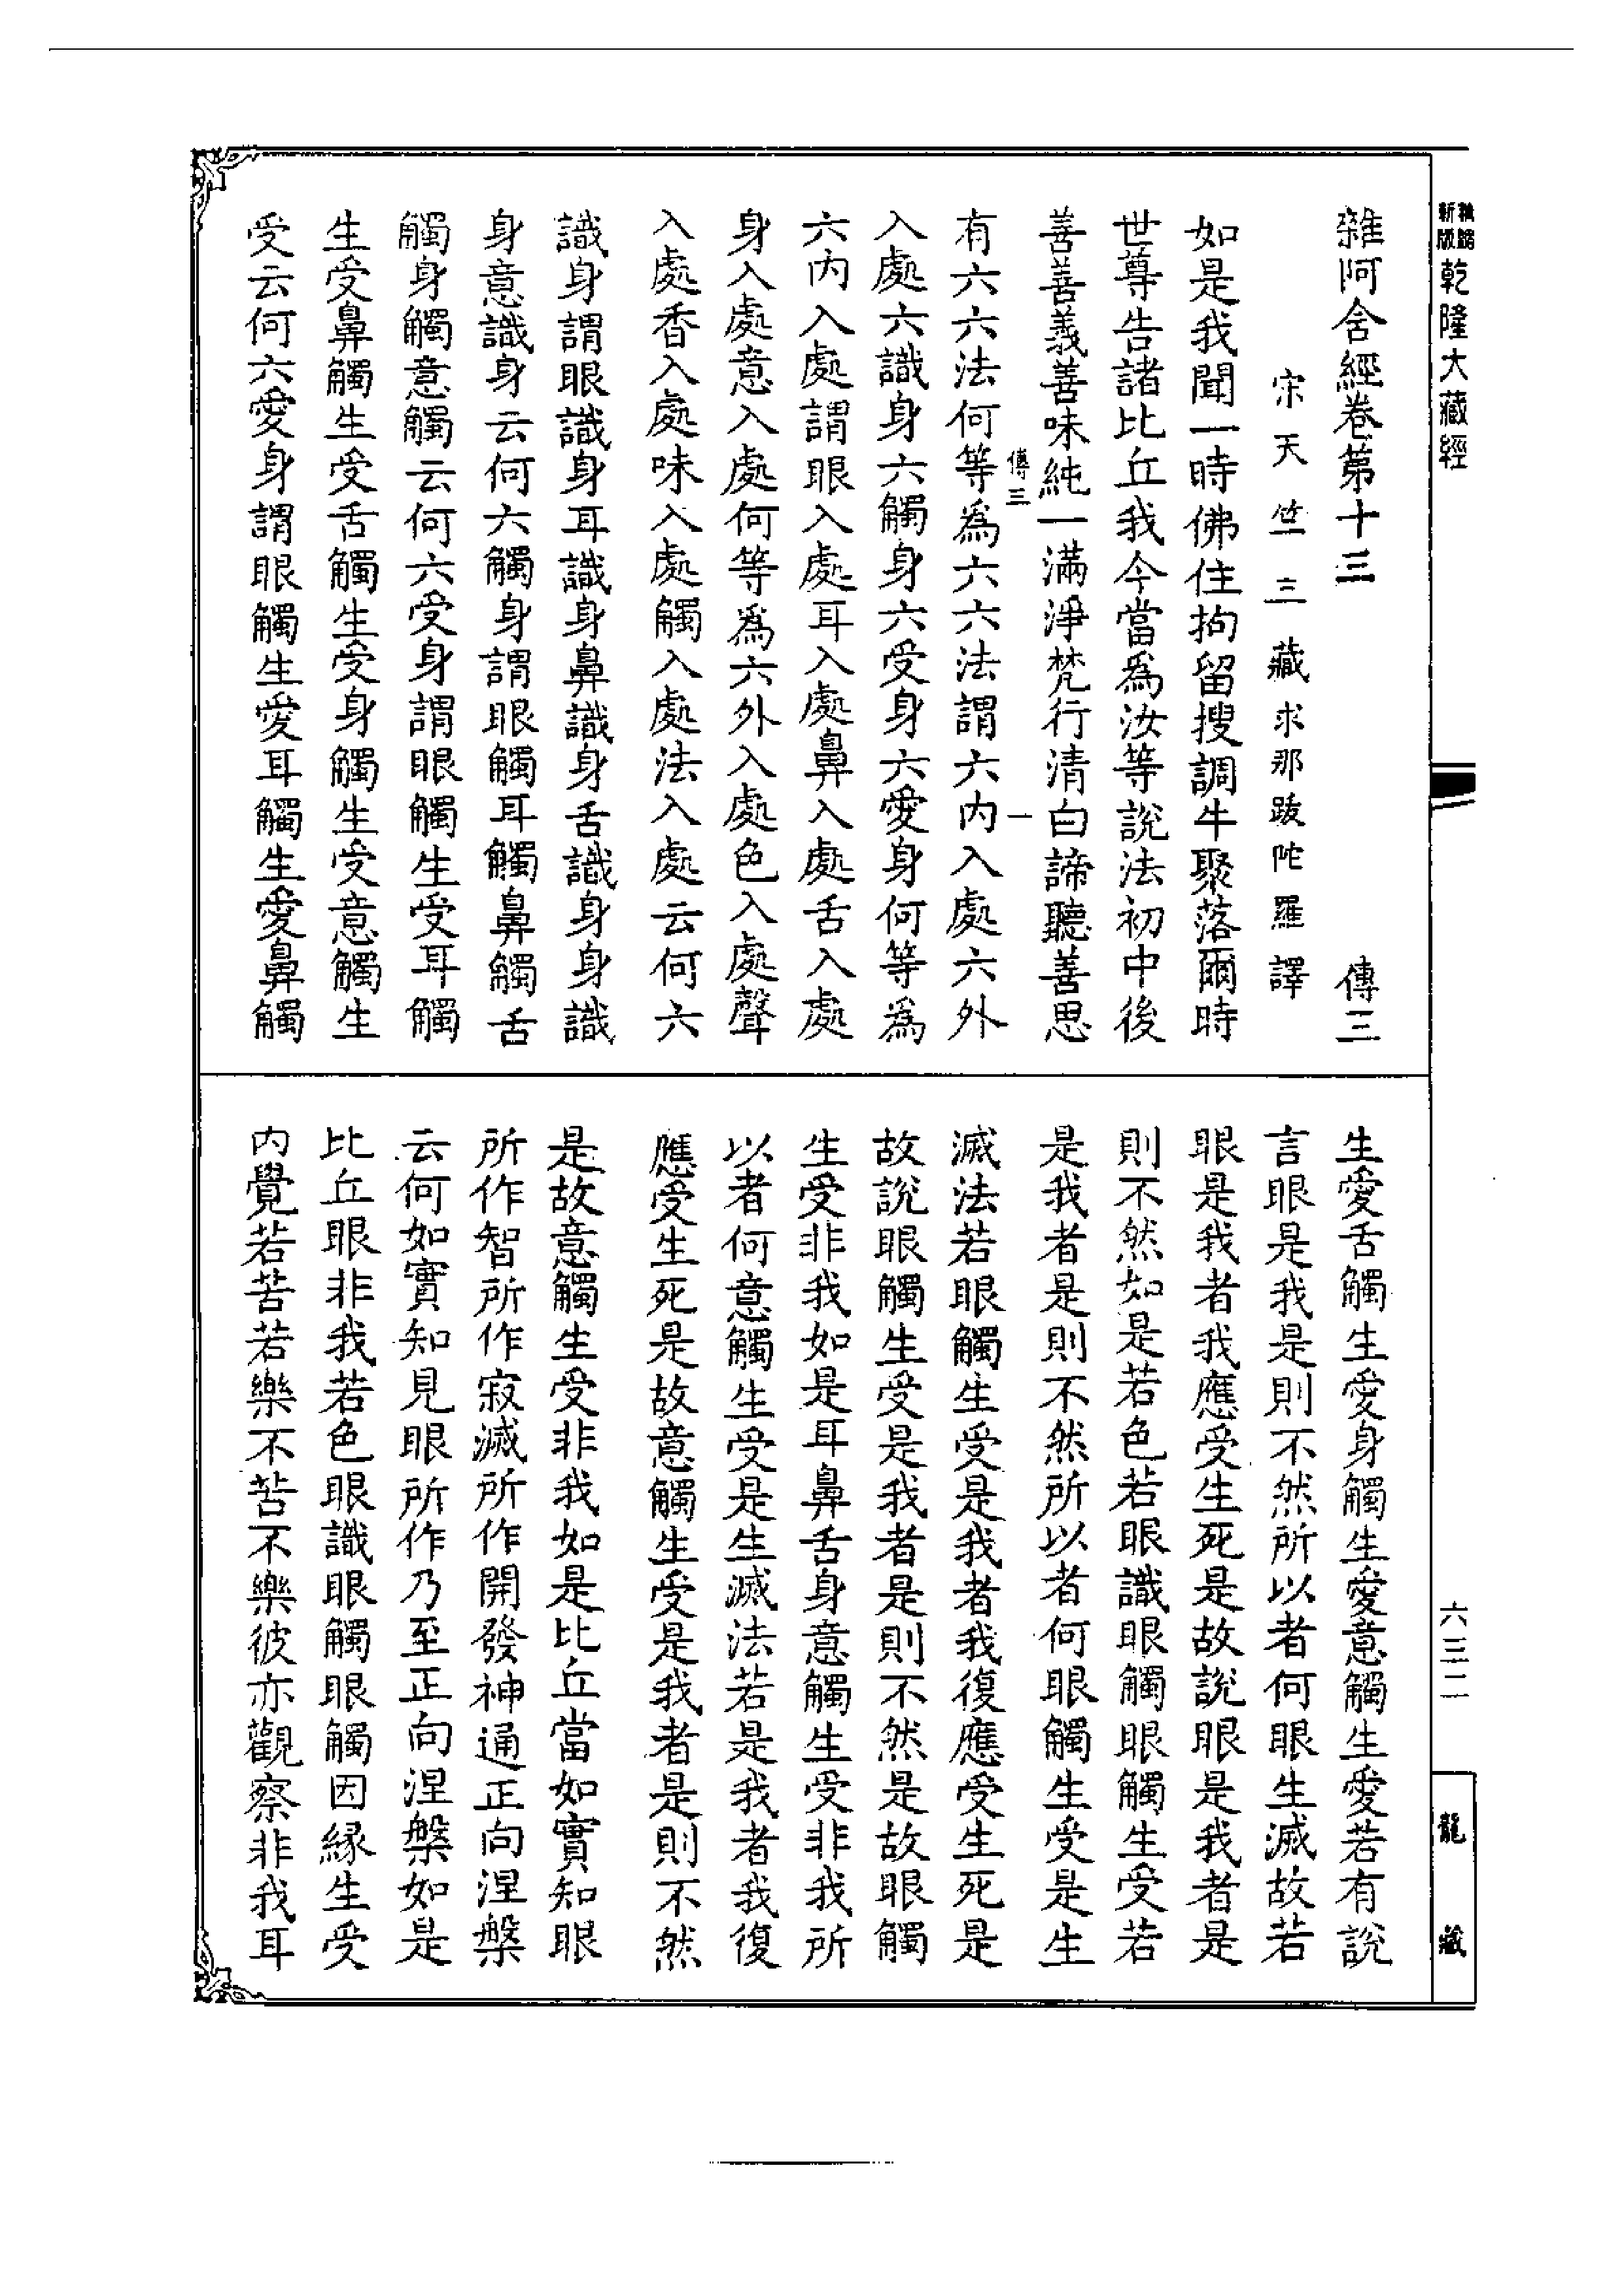 新版
乾隆大藏經
雜阿含經卷第十三 傳三
宋天竺三藏求那跋陀羅譯
如是我聞一時佛住拘留搜調牛聚落爾時
世尊告諸比丘我今當為汝等說法初中後
善善義善味純一滿淨梵行清白諦聽善思
傳三 一
有六六法何等為六六法謂六內入處六外
入處六識身六觸身六受身六愛身何等為
六內入處謂眼入處耳入處鼻入處舌入處
身入處意入處何等為六外入處色入處聲
入處香入處味入處觸入處法入處云何六
識身謂眼識身耳識身鼻識身舌識身身識
身意識身云何六觸身謂眼觸耳觸鼻觸舌
觸身觸意觸云何六受身謂眼觸生受耳觸
生受鼻觸生受舌觸生受身觸生受意觸生
受云何六愛身謂眼觸生愛耳觸生愛鼻觸
生愛舌觸生愛身觸生愛意觸生愛若有說
言眼是我是則不然所以者何眼生滅故若
眼是我者我應受生死是故說眼是我者是
則不然如是若色若眼識眼觸眼觸生受若
是我者是則不然所以者何眼觸生受是生
滅法若眼觸生受是我者我復應受生死是
故說眼觸生受是我者是則不然是故眼觸
生受非我如是耳鼻舌身意觸生受非我所
以者何意觸生受是生滅法若是我者我復
應受生死是故意觸生受是我者是則不然
是故意觸生受非我如是比丘當如實知眼
所作智所作寂滅所作開發神通正向涅槃
云何如實知見眼所作乃至正向涅槃如是
比丘眼非我若色眼識眼觸眼觸因緣生受
內覺若苦若樂不苦不樂彼亦觀察非我耳
六三二
龍藏